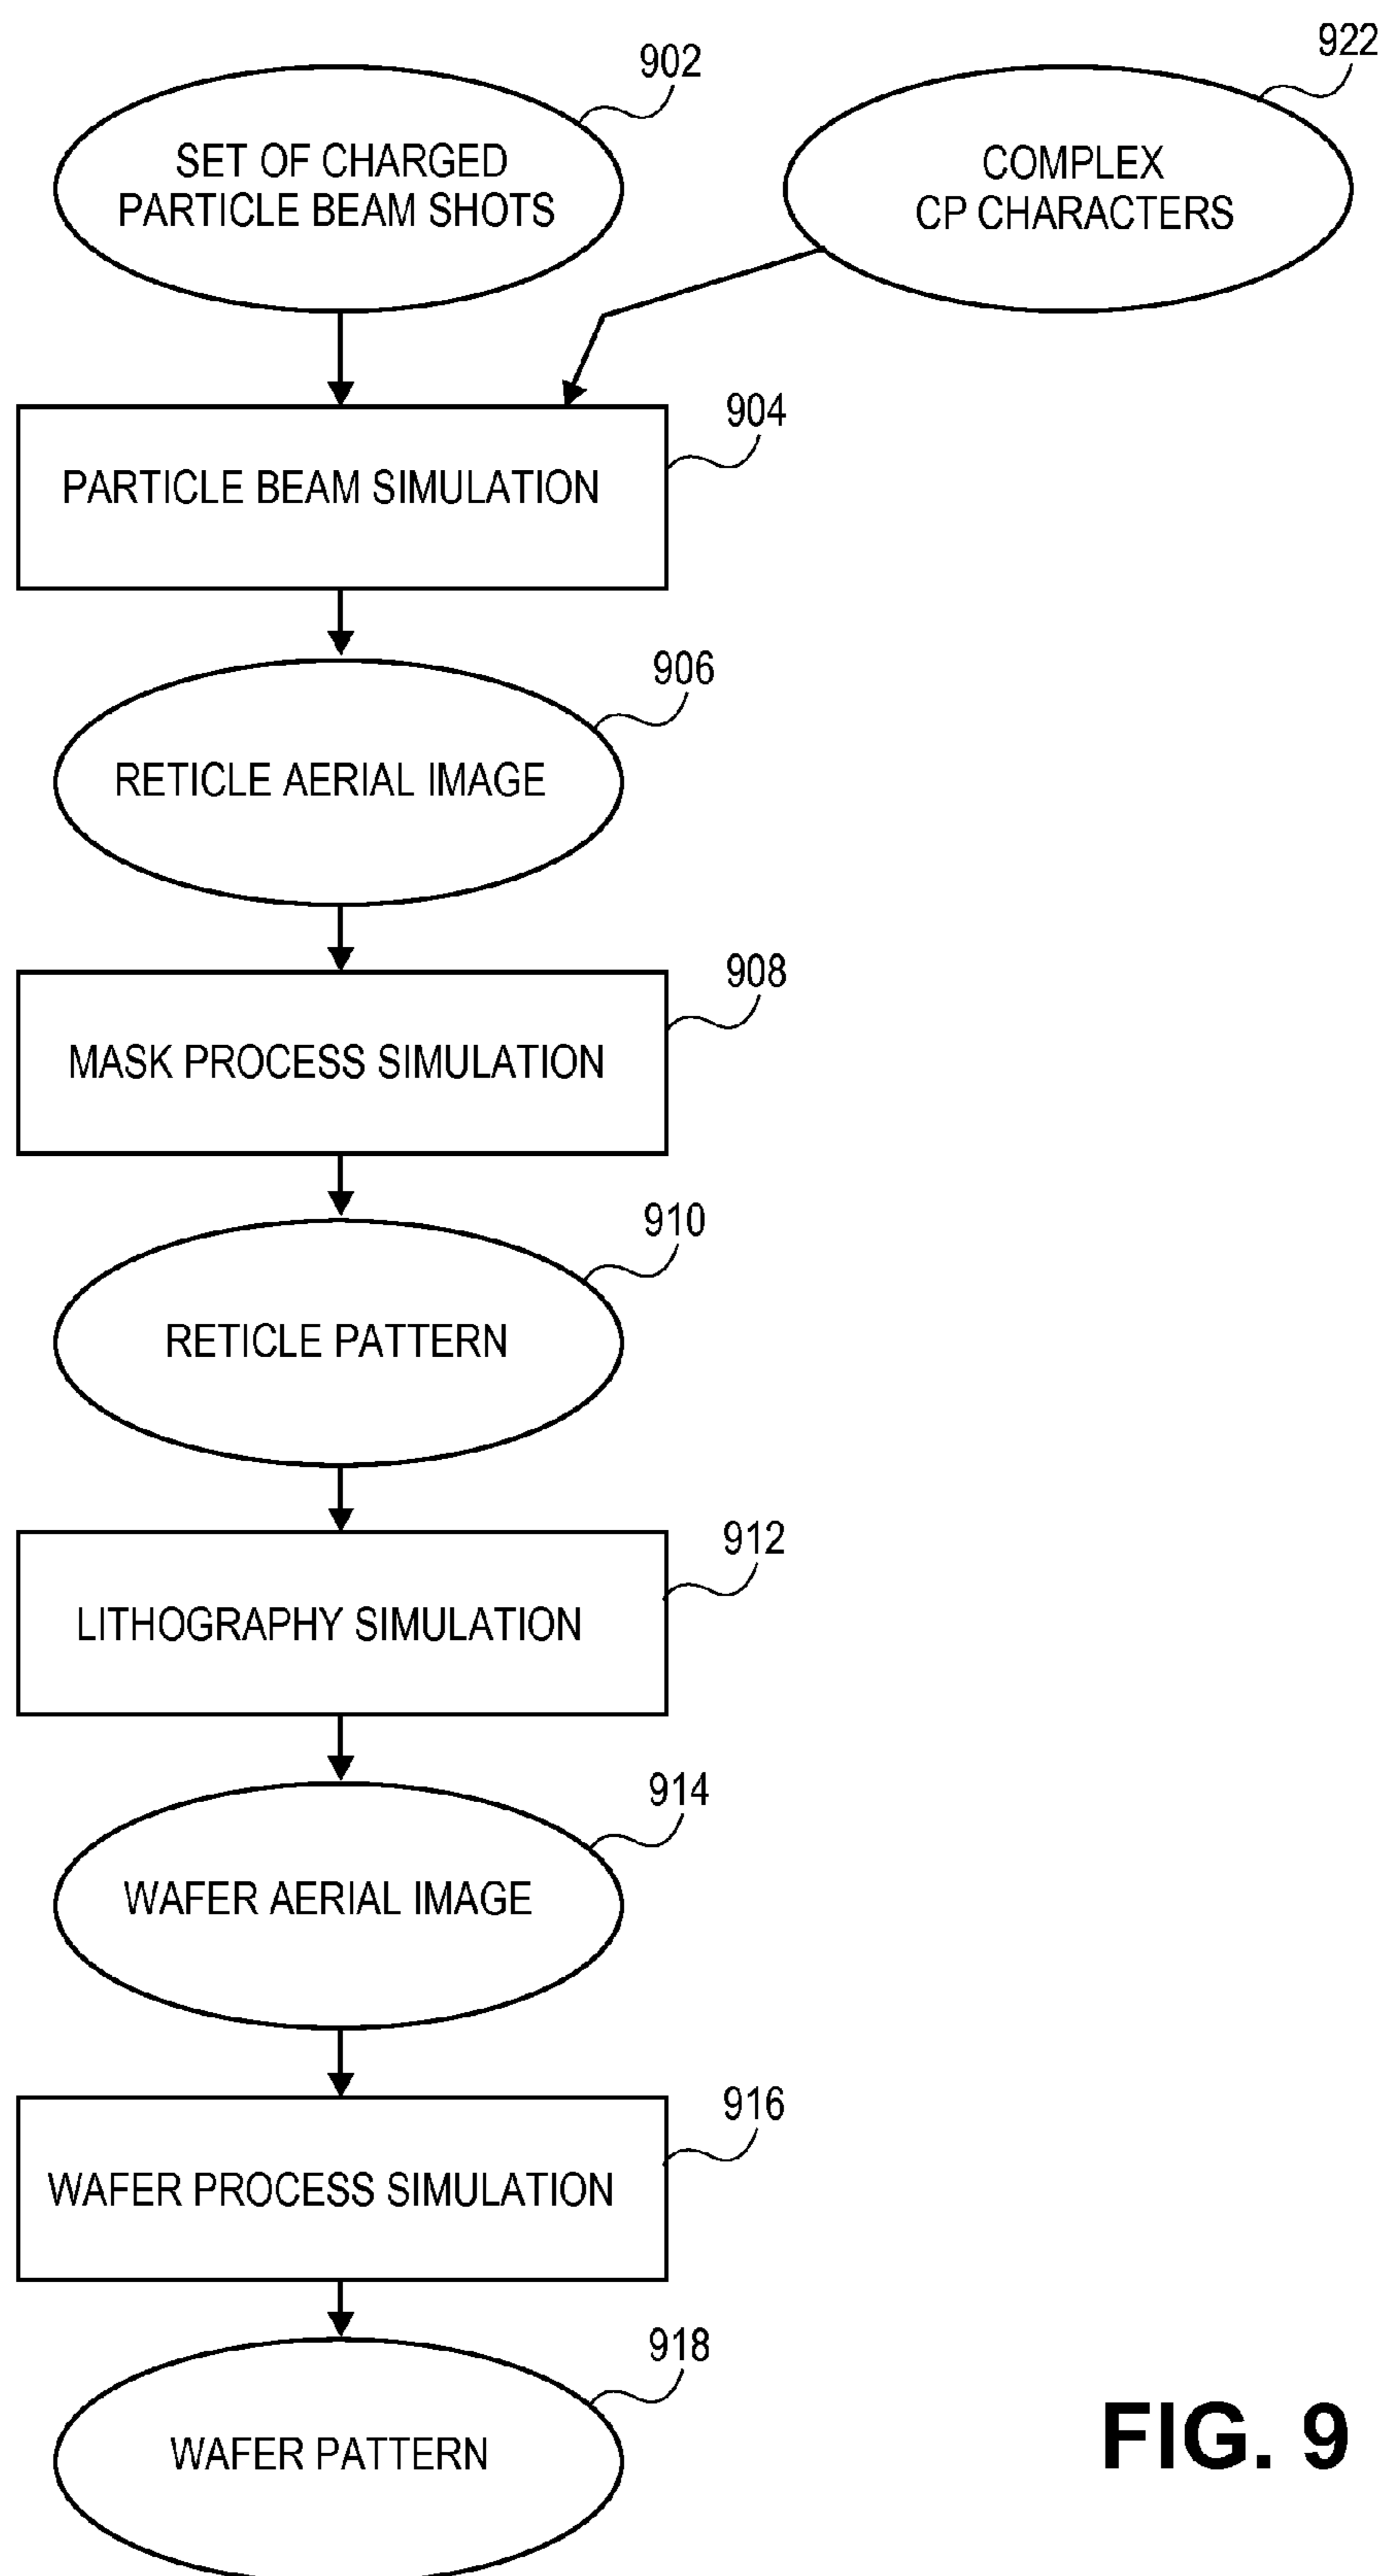 902
922
SET OF CHARGED
PARTICLE BEAM SHOTS
COMPLEX
CP CHARACTERS
904
PARTICLE BEAM SIMULATION
906
RETICLE AERIAL IMAGE
908
MASK PROCESS SIMULATION
910
RETICLE PATTERN
912
LITHOGRAPHY SIMULATION
914
WAFER AERIAL IMAGE
916
WAFER PROCESS SIMULATION
918
WAFER PATTERN
FIG. 9